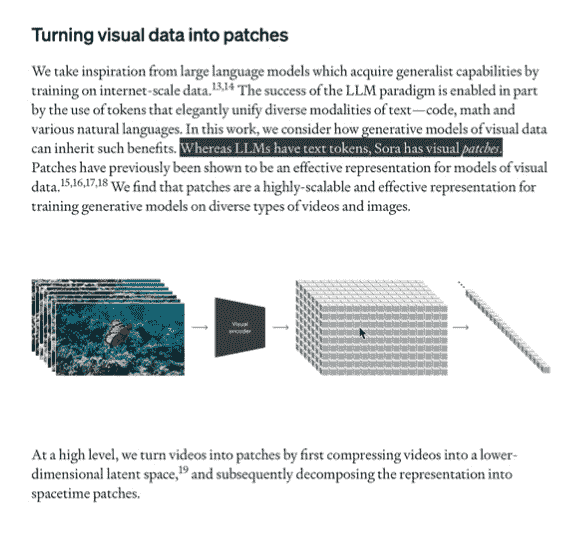 Turning visual data into patches
We take inspiration from large language models which acquire generalist capabilities by
training on internet-scale data.13,14 The success of the LLM paradigm is enabled in part
by the use of tokens that elegantly unify diverse modalities of text—code, math and
various natural languages. In this work, we consider how generative models of visual data
can inherit such benefits. Whereas LLMs have text tokens, Sora has visual patches.
Patches have previously been shown to be an effective representation for models of visual
data.15,16,17,18 We find that patches are a highly-scalable and effective representation for
training generative models on diverse types of videos and images.
Visual
encoder
At a high level, we turn videos into patches by first compressing videos into a lower-
dimensional latent space,19 and subsequently decomposing the representation into
spacetime patches.